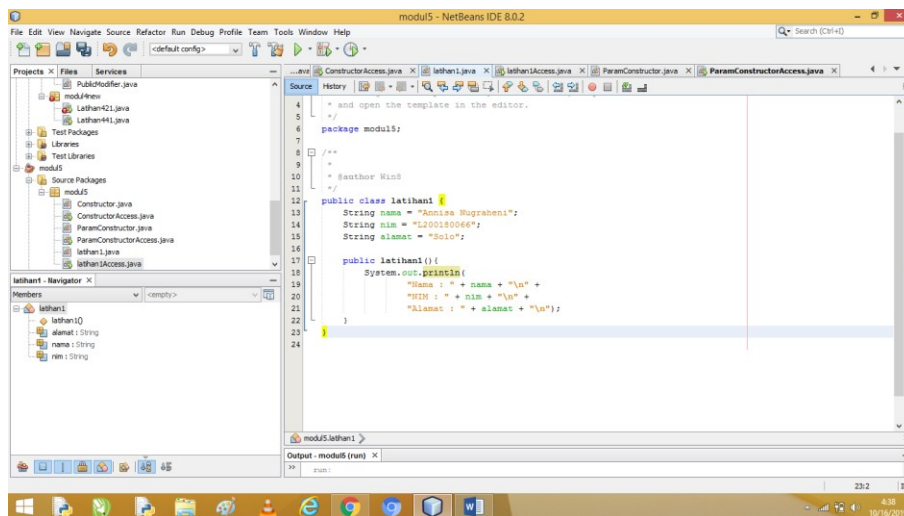 modul5 - NetBeans IDE 8.0.2
File Edit View Navigate Source Refactor Run Debug Profile Team Tools Window Help
Search (Ctrl+I)
<default config>
Projects Files Services
PublicModifier.java
modul4new
Latihan421.java
Latihan441.java
Test Packages
Libraries
Test Libraries
modul5
Source Packages
modul5
Constructor.java
ConstructorAccess.java
ParamConstructor.java
ParamConstructorAccess.java
latihan1.java
latihan1Access.java
latihan1 - Navigator
Members <empty>
latihan1
latihan1()
alamat : String
nama : String
nim : String
...ava ConstructorAccess.java latihan1.java latihan1Access.java ParamConstructor.java ParamConstructorAccess.java
Source History
4 * and open the template in the editor.
5 */
6 package modul5;
7
8 /**
9 *
10 * @author Win8
11 */
12 public class latihan1 {
13 String nama = "Annisa Nugraheni";
14 String nim = "L200180066";
15 String alamat = "Solo";
16
17 public latihan1(){
18 System.out.println(
19 "Nama : " + nama + "\n" +
20 "NIM : " + nim + "\n" +
21 "Alamat : " + alamat + "\n");
22 }
23 }
24
modul5.latihan1
Output - modul5 (run)
run:
23:2
4:38